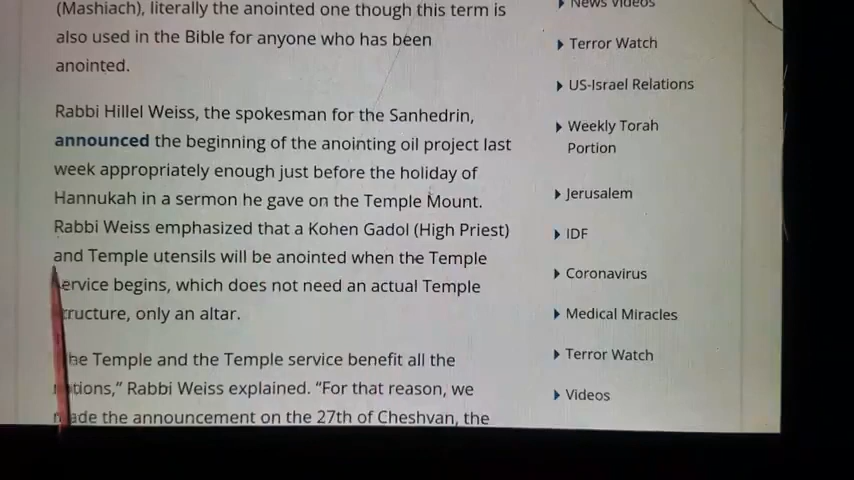 (Mashiach), literally the anointed one though this term is
also used in the Bible for anyone who has been
anointed.
Rabbi Hillel Weiss, the spokesman for the Sanhedrin,
announced the beginning of the anointing oil project last
week appropriately enough just before the holiday of
Hannukah in a sermon he gave on the Temple Mount.
Rabbi Weiss emphasized that a Kohen Gadol (High Priest)
and Temple utensils will be anointed when the Temple
ervice begins, which does not need an actual Temple
tructure, only an altar.
he Temple and the Temple service benefit all the
tions,” Rabbi Weiss explained. “For that reason, we
ade the announcement on the 27th of Cheshvan, the
News Videos
Terror Watch
US-Israel Relations
Weekly Torah
Portion
Jerusalem
IDF
Coronavirus
Medical Miracles
Terror Watch
Videos